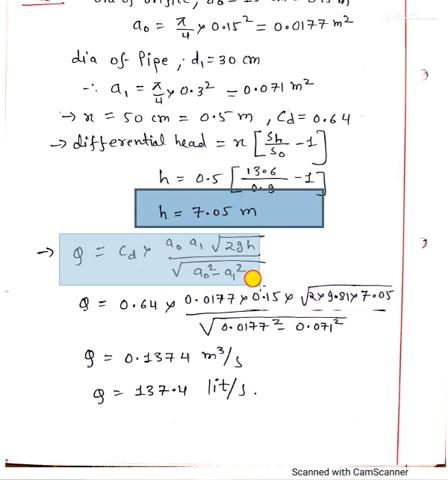 a₀ = π/4 × 0.15² = 0.0177 m²
dia of Pipe, d₁ = 30 cm
∴ a₁ = π/4 × 0.3² = 0.071 m²
→ x = 50 cm = 0.5 m, Cd = 0.64
→ differential head = x [Sh/So - 1]
h = 0.5 [13.6/0.9 - 1]
h = 7.05 m
→ Q = Cd × a₀ a₁ √2gh / √a₀² - a₁²
Q = 0.64 × 0.0177 × 0.15 × √2×9.81×7.05 / √0.0177² 0.071²
Q = 0.1374 m³/s
Q = 137.4 lit/s.
Scanned with CamScanner